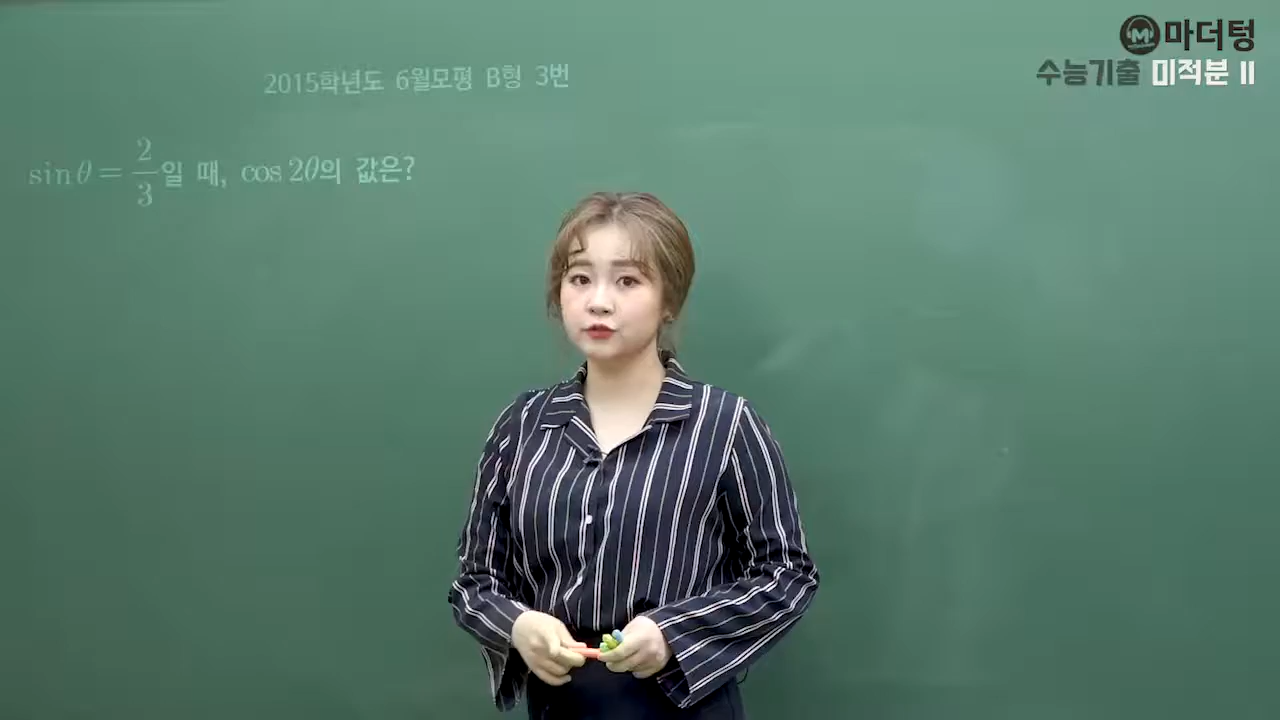 마더텅
수능기출 미적분 II
2015학년도 6월모평 B형 3번
sin θ = 2/3 일 때, cos 2θ의 값은?